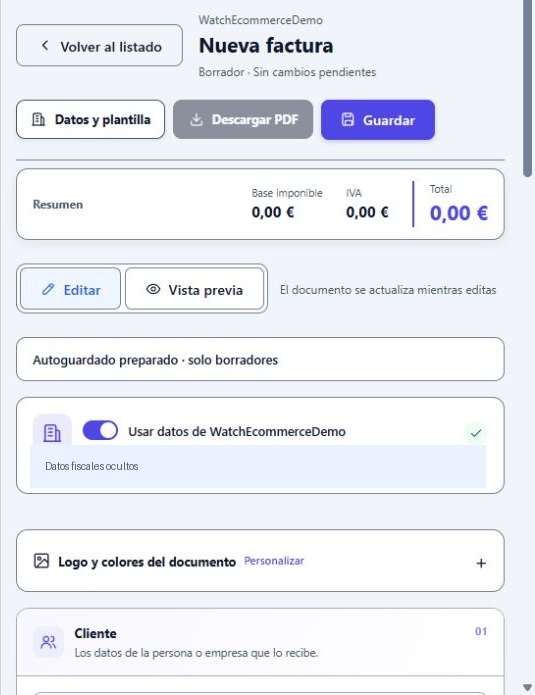 WatchEcommerceDemo
Volver al listado
Nueva factura
Borrador · Sin cambios pendientes
Datos y plantilla
Descargar PDF
Guardar
Resumen
Base imponible
0,00 €
IVA
0,00 €
Total
0,00 €
Editar
Vista previa
El documento se actualiza mientras editas
Autoguardado preparado · solo borradores
Usar datos de WatchEcommerceDemo
Datos fiscales ocultos
Logo y colores del documento Personalizar
+
Cliente
01
Los datos de la persona o empresa que lo recibe.